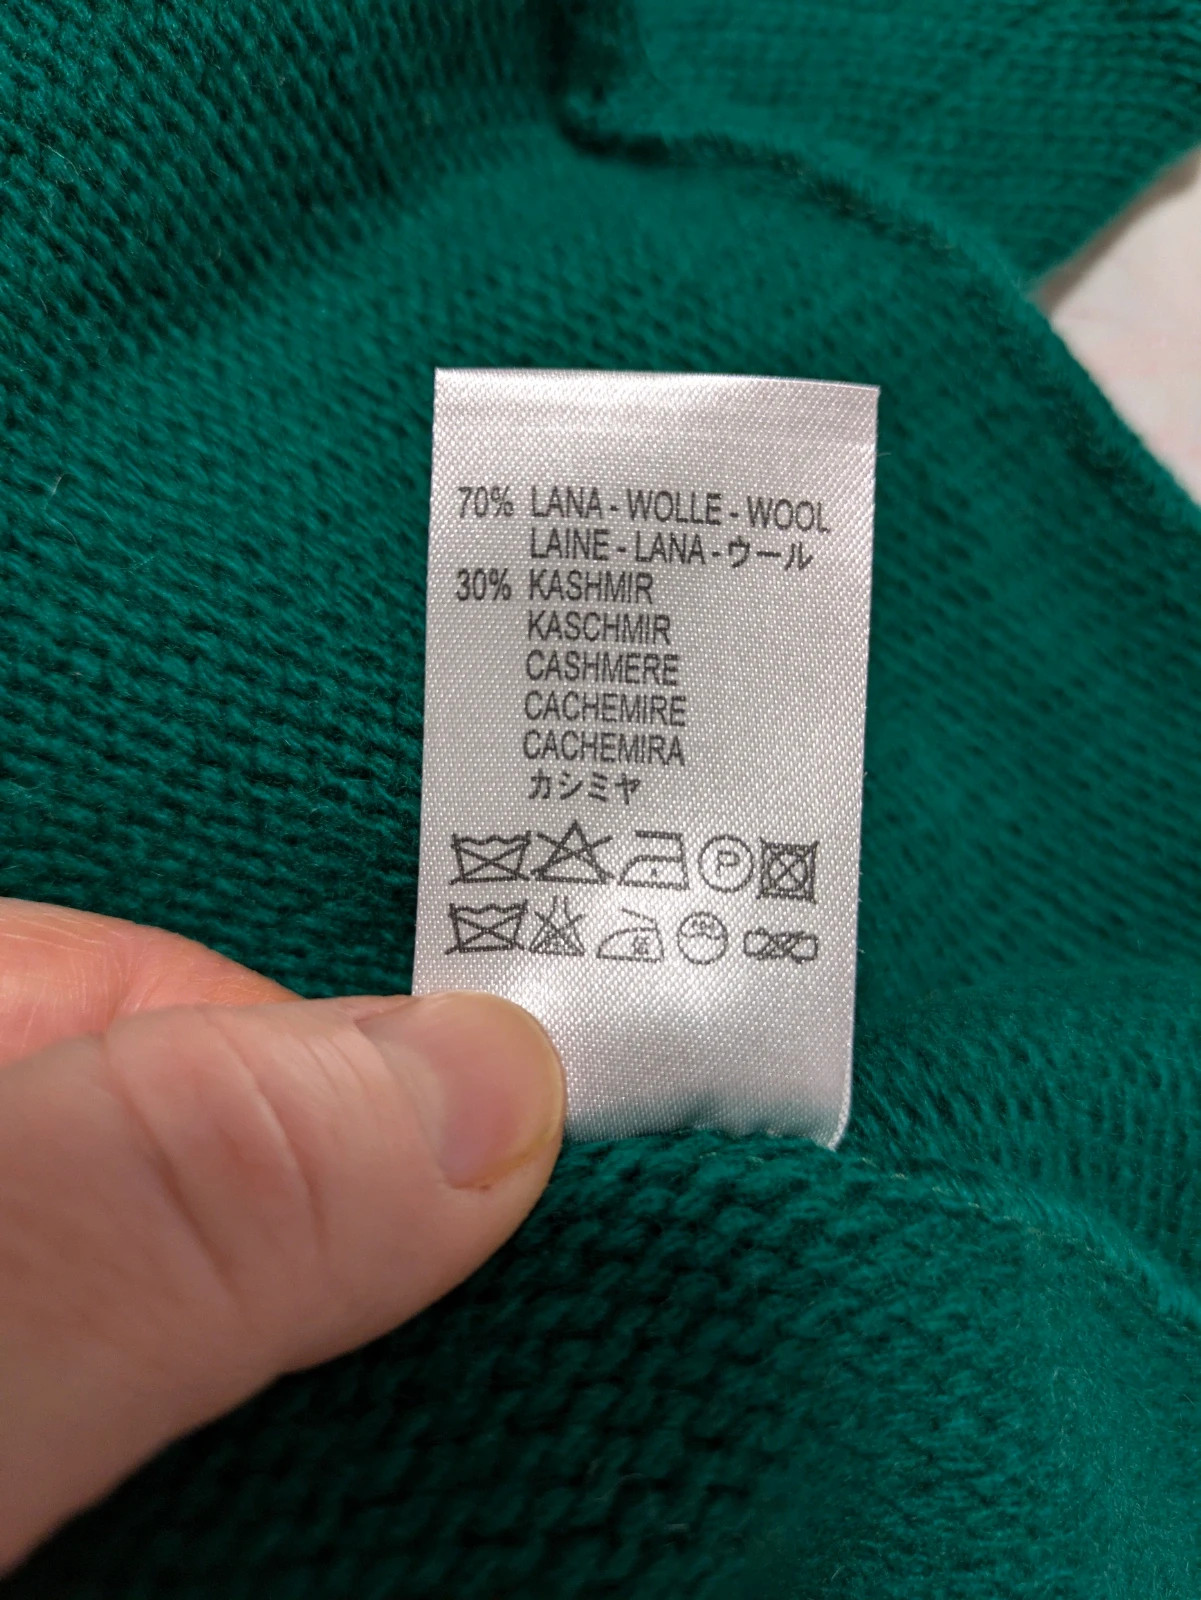 70% LANA - WOLLE - WOOL
LAINE - LANA - ウール
30% KASHMIR
KASCHMIR
CASHMERE
CACHEMIRE
CACHEMIRA
カシミヤ
P